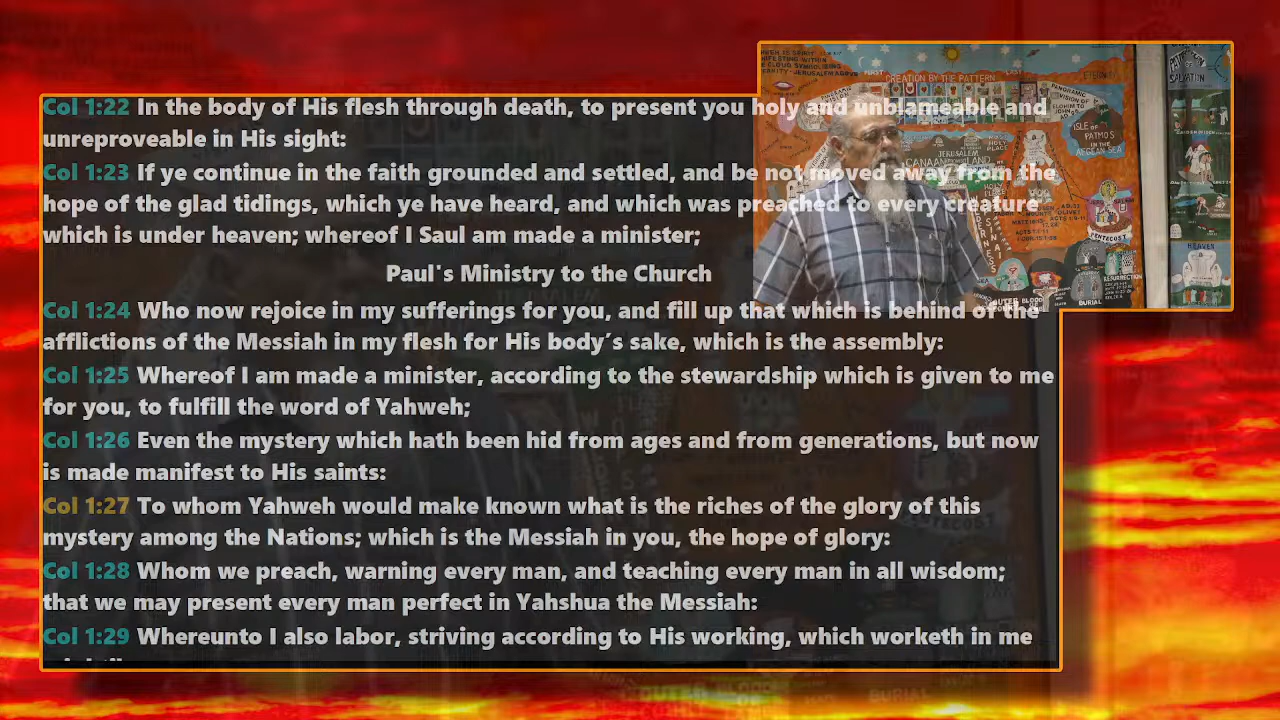 Col 1:22 In the body of His flesh through death, to present you holy and unblameable and
unreproveable in His sight:
Col 1:23 If ye continue in the faith grounded and settled, and be not moved away from the
hope of the glad tidings, which ye have heard, and which was preached to every creature
which is under heaven; whereof I Saul am made a minister;
Paul's Ministry to the Church
Col 1:24 Who now rejoice in my sufferings for you, and fill up that which is behind of the
afflictions of the Messiah in my flesh for His body’s sake, which is the assembly:
Col 1:25 Whereof I am made a minister, according to the stewardship which is given to me
for you, to fulfill the word of Yahweh;
Col 1:26 Even the mystery which hath been hid from ages and from generations, but now
is made manifest to His saints:
Col 1:27 To whom Yahweh would make known what is the riches of the glory of this
mystery among the Nations; which is the Messiah in you, the hope of glory:
Col 1:28 Whom we preach, warning every man, and teaching every man in all wisdom;
that we may present every man perfect in Yahshua the Messiah:
Col 1:29 Whereunto I also labor, striving according to His working, which worketh in me
CREATION BY THE PATTERN
ETERNITY
PANORAMIC
VISION OF
ISLE OF
PATMOS
IN THE
AEGEAN SEA
JERUSALEM
CANAAN LAND
PENTECOST
RESURRECTION
BURIAL
OUTER BLOOD
SALVATION
HEAVEN